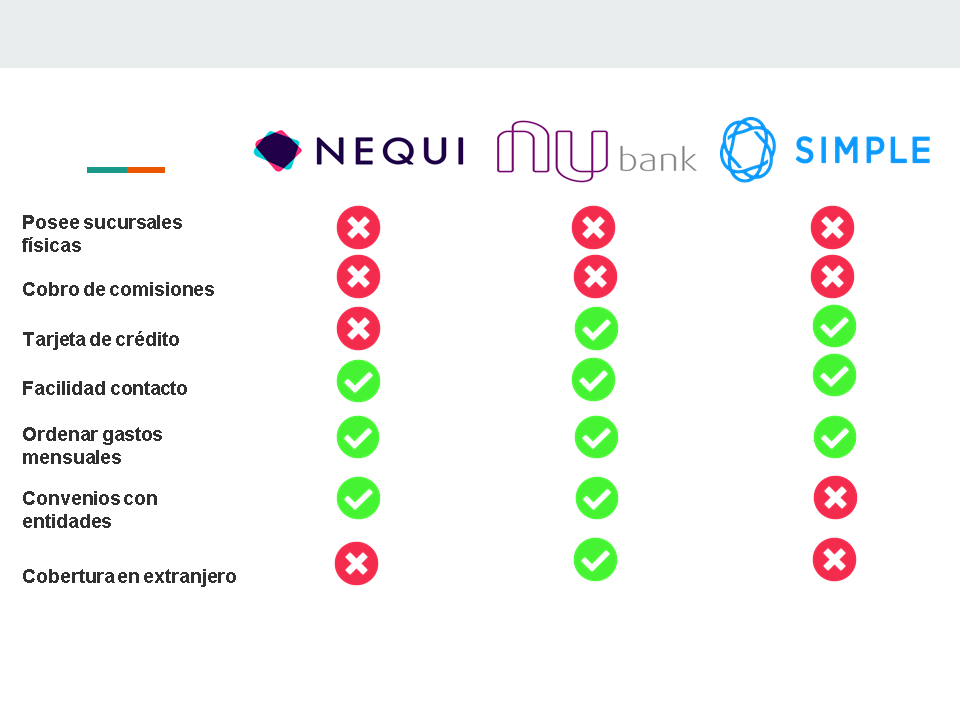 NEQUI
nu bank
SIMPLE
Posee sucursales
físicas
Cobro de comisiones
Tarjeta de crédito
Facilidad contacto
Ordenar gastos
mensuales
Convenios con
entidades
Cobertura en extranjero